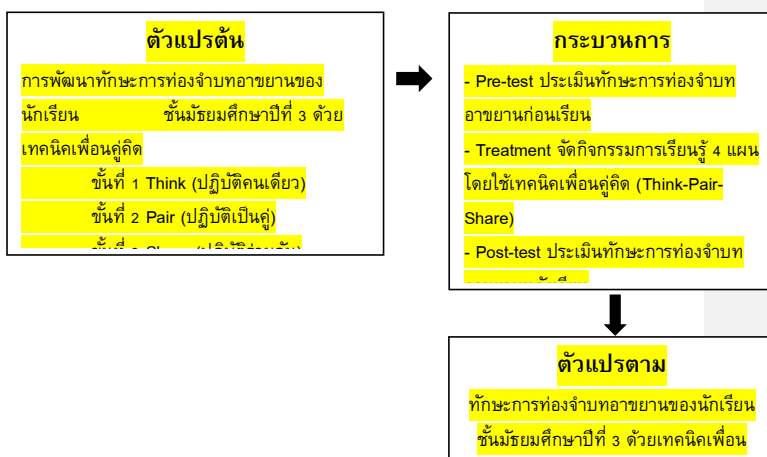 ตัวแปรต้น
การพัฒนาทักษะการท่องจำบทอาขยานของ
นักเรียน ชั้นมัธยมศึกษาปีที่ 3 ด้วย
เทคนิคเพื่อนคู่คิด
ขั้นที่ 1 Think (ปฏิบัติคนเดียว)
ขั้นที่ 2 Pair (ปฏิบัติเป็นคู่)
กระบวนการ
- Pre-test ประเมินทักษะการท่องจำบท
อาขยานก่อนเรียน
- Treatment จัดกิจกรรมการเรียนรู้ 4 แผน
โดยใช้เทคนิคเพื่อนคู่คิด (Think-Pair-
Share)
- Post-test ประเมินทักษะการท่องจำบท
ตัวแปรตาม
ทักษะการท่องจำบทอาขยานของนักเรียน
ชั้นมัธยมศึกษาปีที่ 3 ด้วยเทคนิคเพื่อน